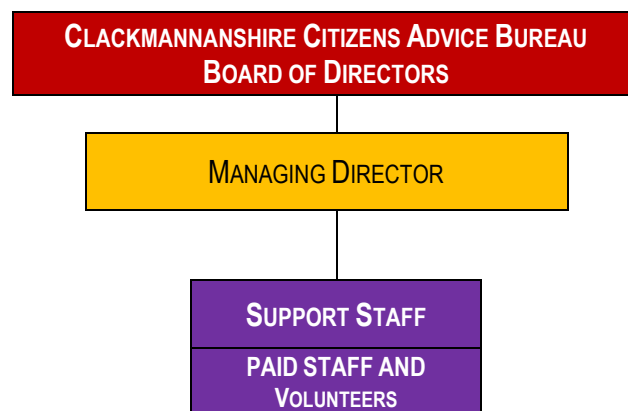 Clackmannanshire Citizens Advice Bureau
Board of Directors
Managing Director
Support Staff
PAID STAFF AND
Volunteers